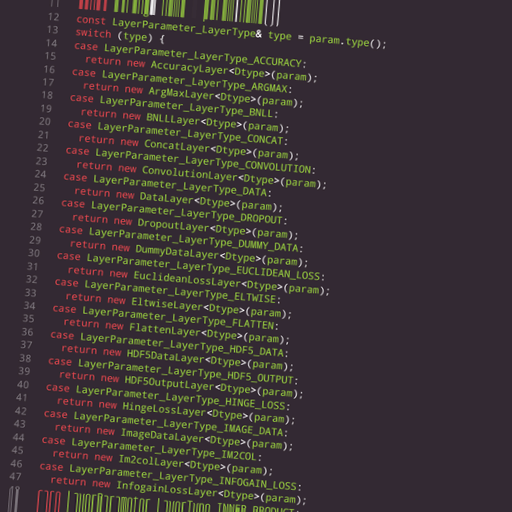 11
12 const LayerParameter_LayerType& type = param.type();
13 switch (type) {
14 case LayerParameter_LayerType_ACCURACY:
15 return new AccuracyLayer<Dtype>(param);
16 case LayerParameter_LayerType_ARGMAX:
17 return new ArgMaxLayer<Dtype>(param);
18 case LayerParameter_LayerType_BNLL:
19 return new BNLLLayer<Dtype>(param);
20 case LayerParameter_LayerType_CONCAT:
21 return new ConcatLayer<Dtype>(param);
22 case LayerParameter_LayerType_CONVOLUTION:
23 return new ConvolutionLayer<Dtype>(param);
24 case LayerParameter_LayerType_DATA:
25 return new DataLayer<Dtype>(param);
26 case LayerParameter_LayerType_DROPOUT:
27 return new DropoutLayer<Dtype>(param);
28 case LayerParameter_LayerType_DUMMY_DATA:
29 return new DummyDataLayer<Dtype>(param);
30 case LayerParameter_LayerType_EUCLIDEAN_LOSS:
31 return new EuclideanLossLayer<Dtype>(param);
32 case LayerParameter_LayerType_ELTWISE:
33 return new EltwiseLayer<Dtype>(param);
34 case LayerParameter_LayerType_FLATTEN:
35 return new FlattenLayer<Dtype>(param);
36 case LayerParameter_LayerType_HDF5_DATA:
37 return new HDF5DataLayer<Dtype>(param);
38 case LayerParameter_LayerType_HDF5_OUTPUT:
39 return new HDF5OutputLayer<Dtype>(param);
40 case LayerParameter_LayerType_HINGE_LOSS:
41 return new HingeLossLayer<Dtype>(param);
42 case LayerParameter_LayerType_IMAGE_DATA:
43 return new ImageDataLayer<Dtype>(param);
44 case LayerParameter_LayerType_IM2COL:
45 return new Im2colLayer<Dtype>(param);
46 case LayerParameter_LayerType_INFOGAIN_LOSS:
47 return new InfogainLossLayer<Dtype>(param);